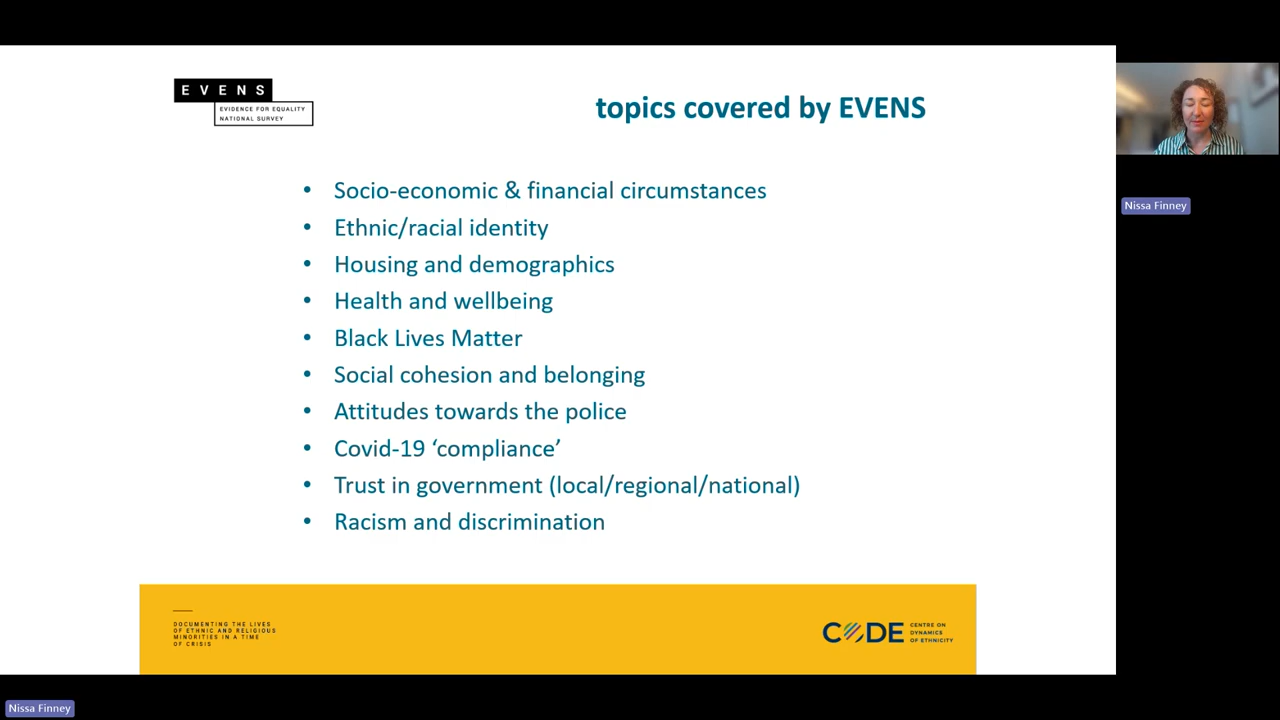 EVENS
EVIDENCE FOR EQUALITY
NATIONAL SURVEY
topics covered by EVENS
• Socio-economic & financial circumstances
• Ethnic/racial identity
• Housing and demographics
• Health and wellbeing
• Black Lives Matter
• Social cohesion and belonging
• Attitudes towards the police
• Covid-19 ‘compliance’
• Trust in government (local/regional/national)
• Racism and discrimination
DOCUMENTING THE LIVES
OF ETHNIC AND RELIGIOUS
MINORITIES IN A TIME
OF CRISIS
CODE
CENTRE ON
DYNAMICS
OF ETHNICITY
Nissa Finney
Nissa Finney